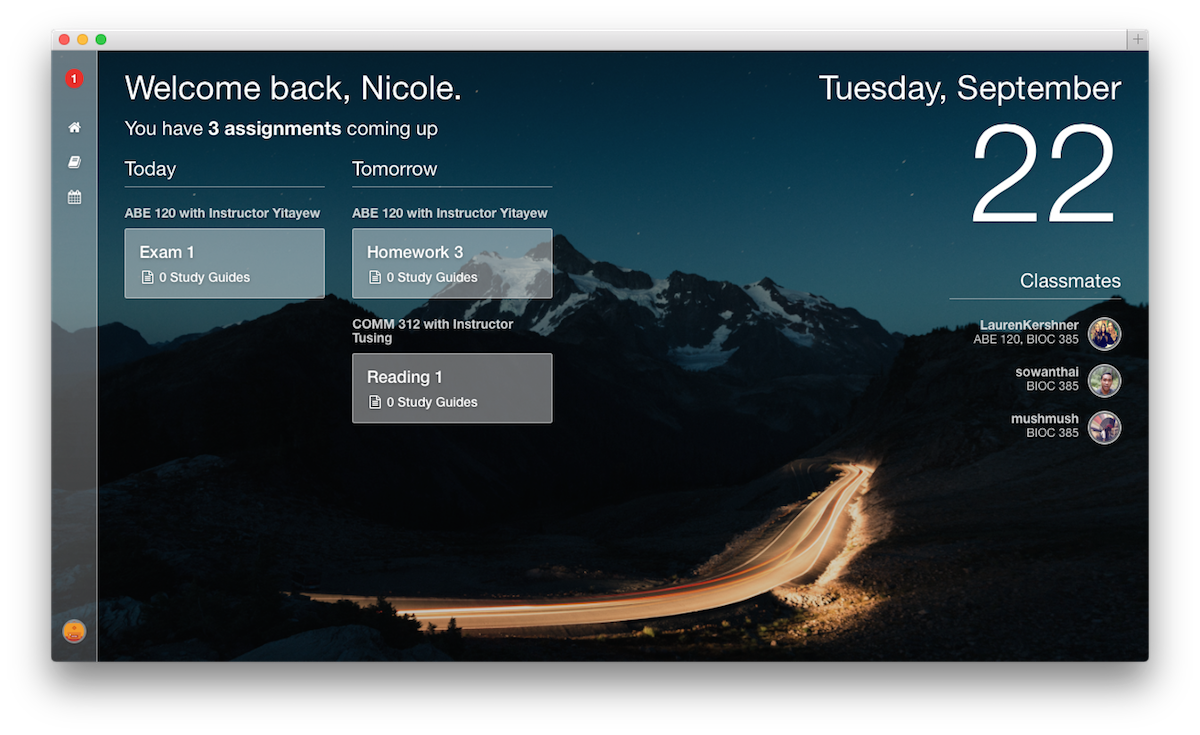 1
Welcome back, Nicole.
You have 3 assignments coming up
Today
ABE 120 with Instructor Yitayew
Exam 1
0 Study Guides
Tomorrow
ABE 120 with Instructor Yitayew
Homework 3
0 Study Guides
COMM 312 with Instructor
Tusing
Reading 1
0 Study Guides
Tuesday, September
22
Classmates
LaurenKershner
ABE 120, BIOC 385
sowanthai
BIOC 385
mushmush
BIOC 385